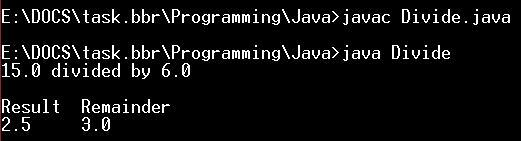 E:\DOCS\task.bbr\Programming\Java>javac Divide.java
E:\DOCS\task.bbr\Programming\Java>java Divide
15.0 divided by 6.0
Result  Remainder
2.5     3.0